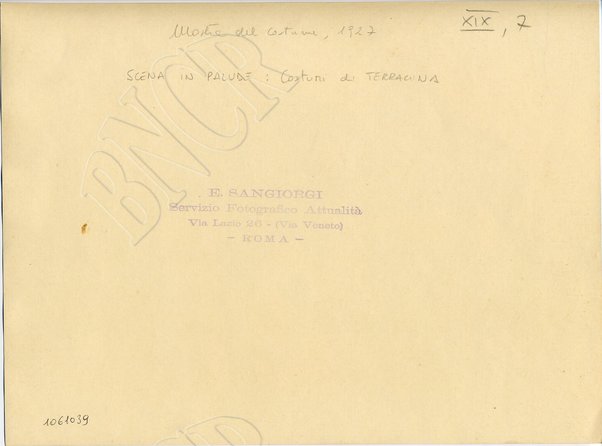 Mostra del costume, 1927
XIX, 7
SCENA IN PALUDE : Costumi di TERRACINA
BNCR
E. SANGIORGI
Servizio Fotografico Attualità
Via Lazio 26 - (Via Veneto)
- ROMA -
1061039